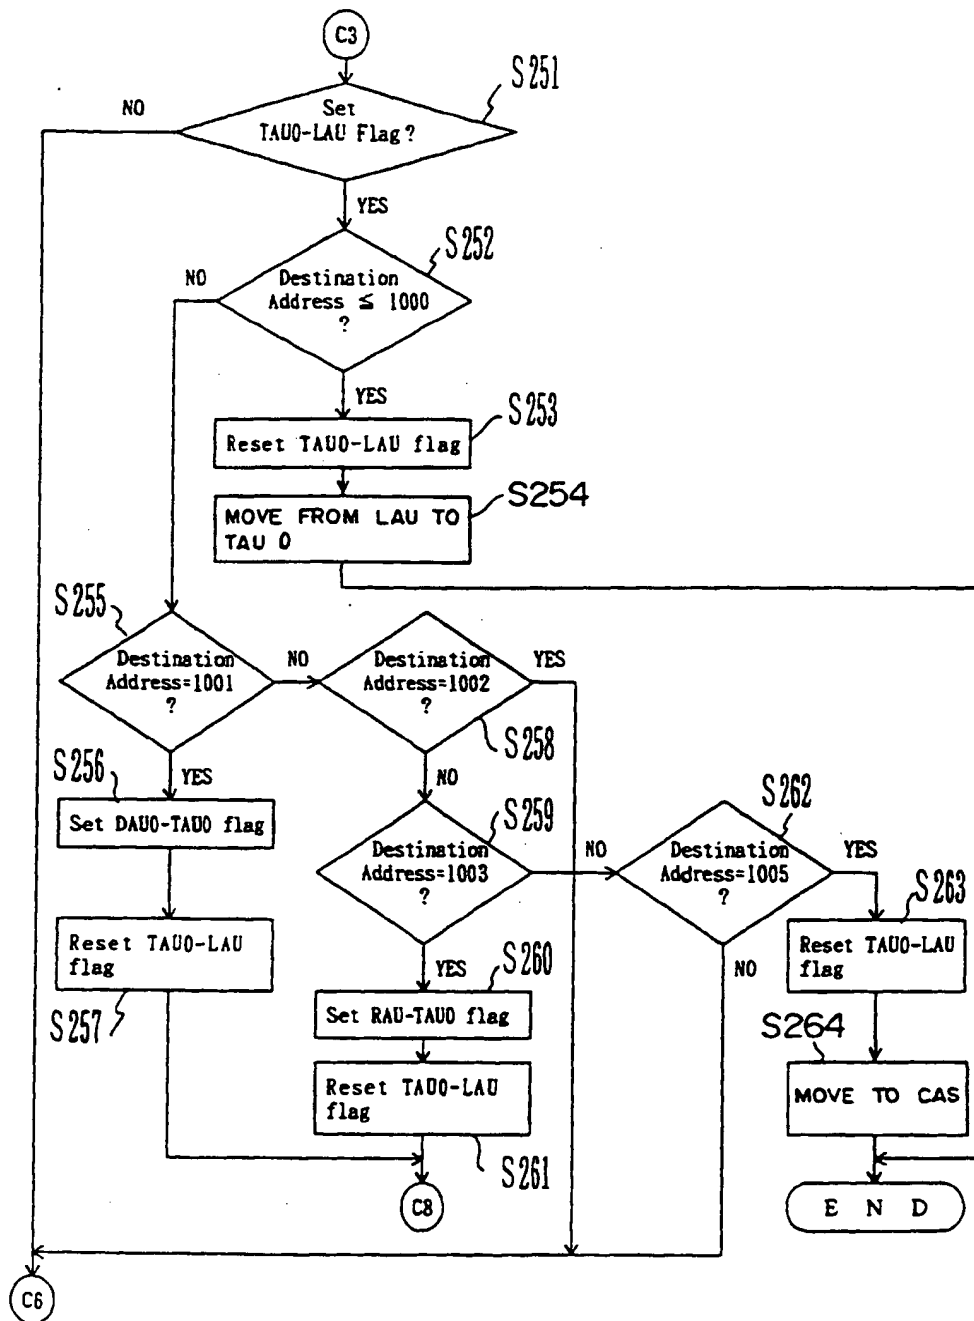 C3
S251
NO
Set
TAU0-LAU Flag?
YES
S252
NO
Destination
Address ≦ 1000
?
YES
S253
Reset TAU0-LAU flag
S254
MOVE FROM LAU TO
TAU 0
S255
Destination
Address=1001
?
NO
Destination
Address=1002
?
YES
S258
S256
YES
NO
Set DAU0-TAU0 flag
S259
Destination
Address=1003
?
NO
S262
Destination
Address=1005
?
YES
S263
Reset TAU0-LAU
flag
S257
YES
S260
Set RAU-TAU0 flag
NO
Reset TAU0-LAU
flag
S264
Reset TAU0-LAU
flag
S261
MOVE TO CAS
C8
E N D
C6